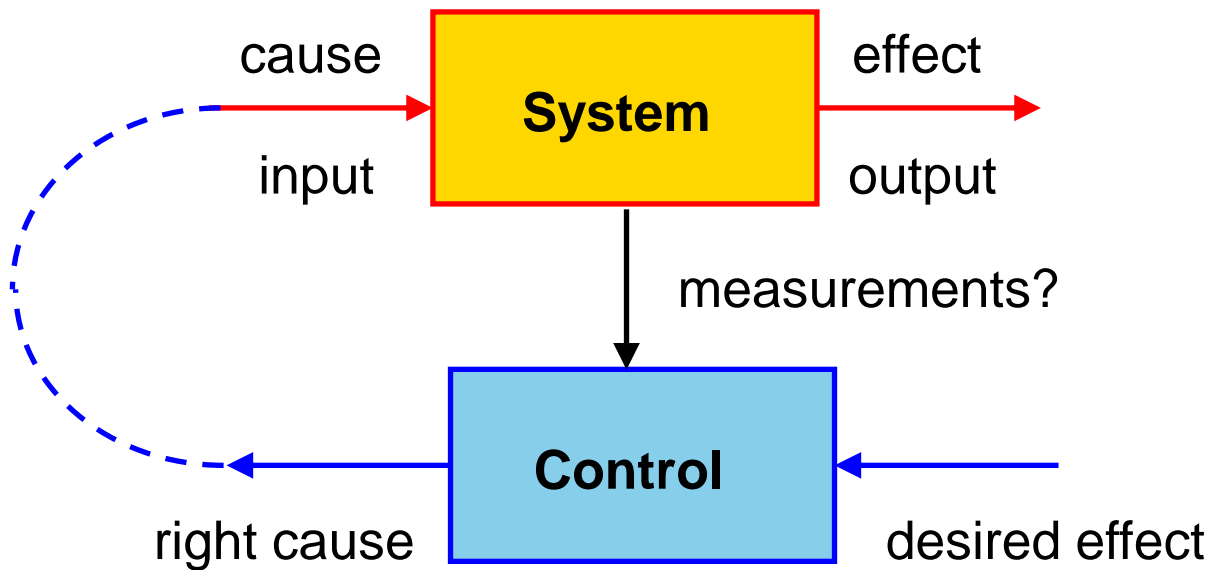 cause
effect
System
input
output
measurements?
Control
right cause
desired effect